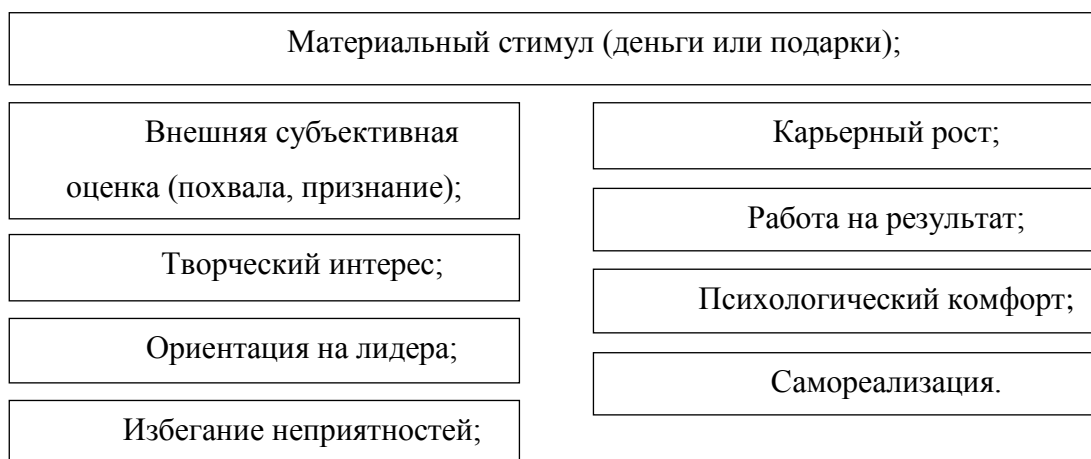 Материальный стимул (деньги или подарки);
Внешняя субъективная
оценка (похвала, признание);
Творческий интерес;
Ориентация на лидера;
Избегание неприятностей;
Карьерный рост;
Работа на результат;
Психологический комфорт;
Самореализация.